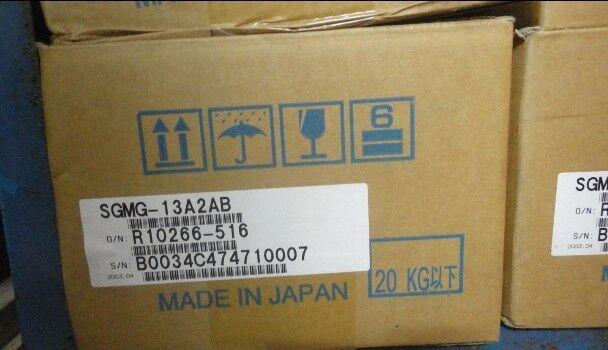 MA
6
SGMG-13A2AB
O/N: R10266-516
S/N: B0034C474710007
2003.04
20 KG以下
MADE IN JAPAN
SGM
O/N: R
S/N: B
2003.04